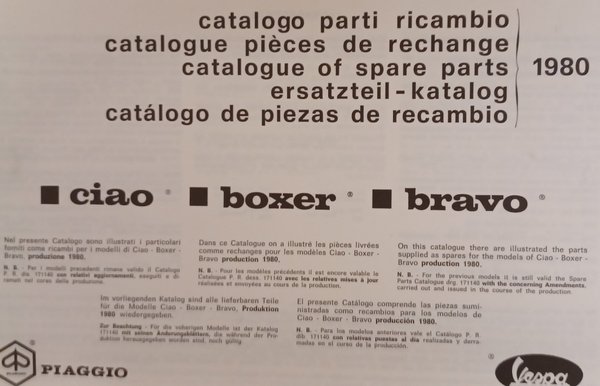 catalogo parti ricambio
catalogue pièces de rechange
catalogue of spare parts 1980
ersatzteil-katalog
catálogo de piezas de recambio
■ ciao ® ■ boxer ® ■ bravo ®
Nel presente Catalogo sono illustrati i particolari
forniti come ricambi per i modelli di Ciao - Boxer -
Bravo, produzione 1980.
N. B. - Per i modelli precedenti rimane valido il Catalogo
P. R. dis. 171140 con relativi aggiornamenti, eseguiti e di-
ramati nel corso della produzione.
Dans ce Catalogue on a illustré les pièces livrées
comme rechanges pour les modèles Ciao - Boxer -
Bravo production 1980.
N. B. - Pour les modèles précédents il est encore valable le
Catalogue P. R. dess. 171140 avec les relatives mises à jour
réalisées et envoyées au cours de la production.
On this catalogue there are illustrated the parts
supplied as spares for the models of Ciao - Boxer -
Bravo production 1980.
N. B. - For the previous models it is still valid the Spare
Parts Catalogue drg. 171140 with the concerning Amendments,
carried out and issued in the course of the production.
Im vorliegenden Katalog sind alle lieferbaren Teile
für die Modelle Ciao - Boxer - Bravo, Produktion
1980 wiedergegeben.
Zur Beachtung - Für die vorherigen Modelle ist der Katalog
171140 mit seinen Änderungsblättern, die während der Pro-
duktion herausgegeben wurden sind, noch gültig
El presente Catálogo comprende las piezas sumi-
nistradas como recambios para los modelos de
Ciao - Boxer - Bravo producción 1980.
N. B. - Para los modelos anteriores vale el Catálogo P. R.
dib. 171140 con relativas puestas al día realizadas y derra-
madas en el curso de la producción.
PIAGGIO
Vespa ®